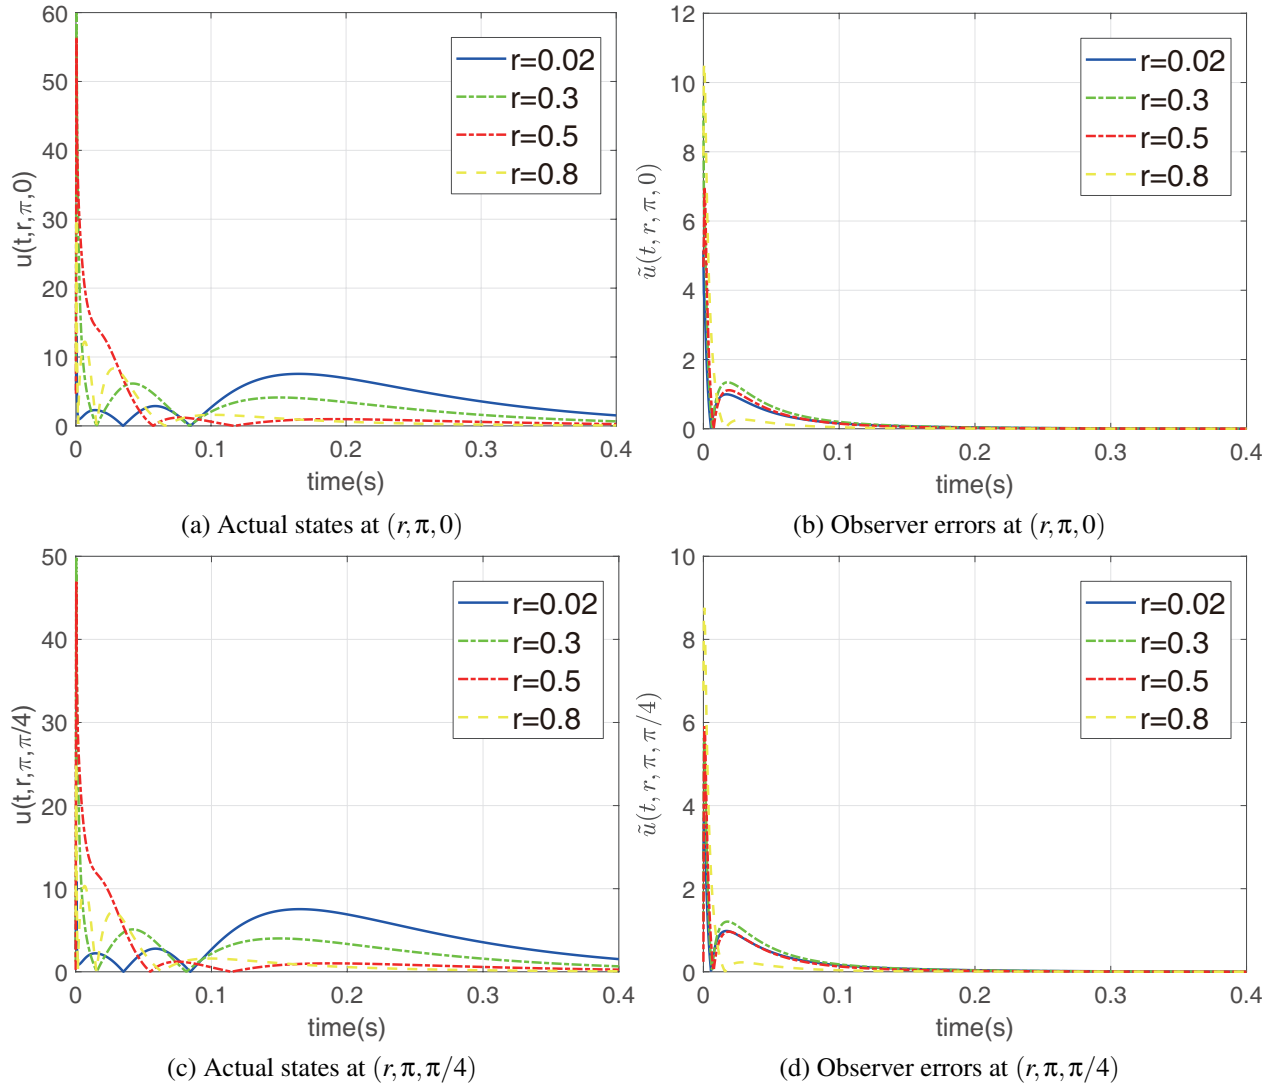 60
50
40
30
20
10
0
u(t,r,π,0)
r=0.02
r=0.3
r=0.5
r=0.8
0 0.1 0.2 0.3 0.4
time(s)
(a) Actual states at (r, π, 0)
12
10
8
6
4
2
0
ũ(t, r, π, 0)
r=0.02
r=0.3
r=0.5
r=0.8
0 0.1 0.2 0.3 0.4
time(s)
(b) Observer errors at (r, π, 0)
50
40
30
20
10
0
u(t,r,π,π/4)
r=0.02
r=0.3
r=0.5
r=0.8
0 0.1 0.2 0.3 0.4
time(s)
(c) Actual states at (r, π, π/4)
10
8
6
4
2
0
ũ(t, r, π, π/4)
r=0.02
r=0.3
r=0.5
r=0.8
0 0.1 0.2 0.3 0.4
time(s)
(d) Observer errors at (r, π, π/4)